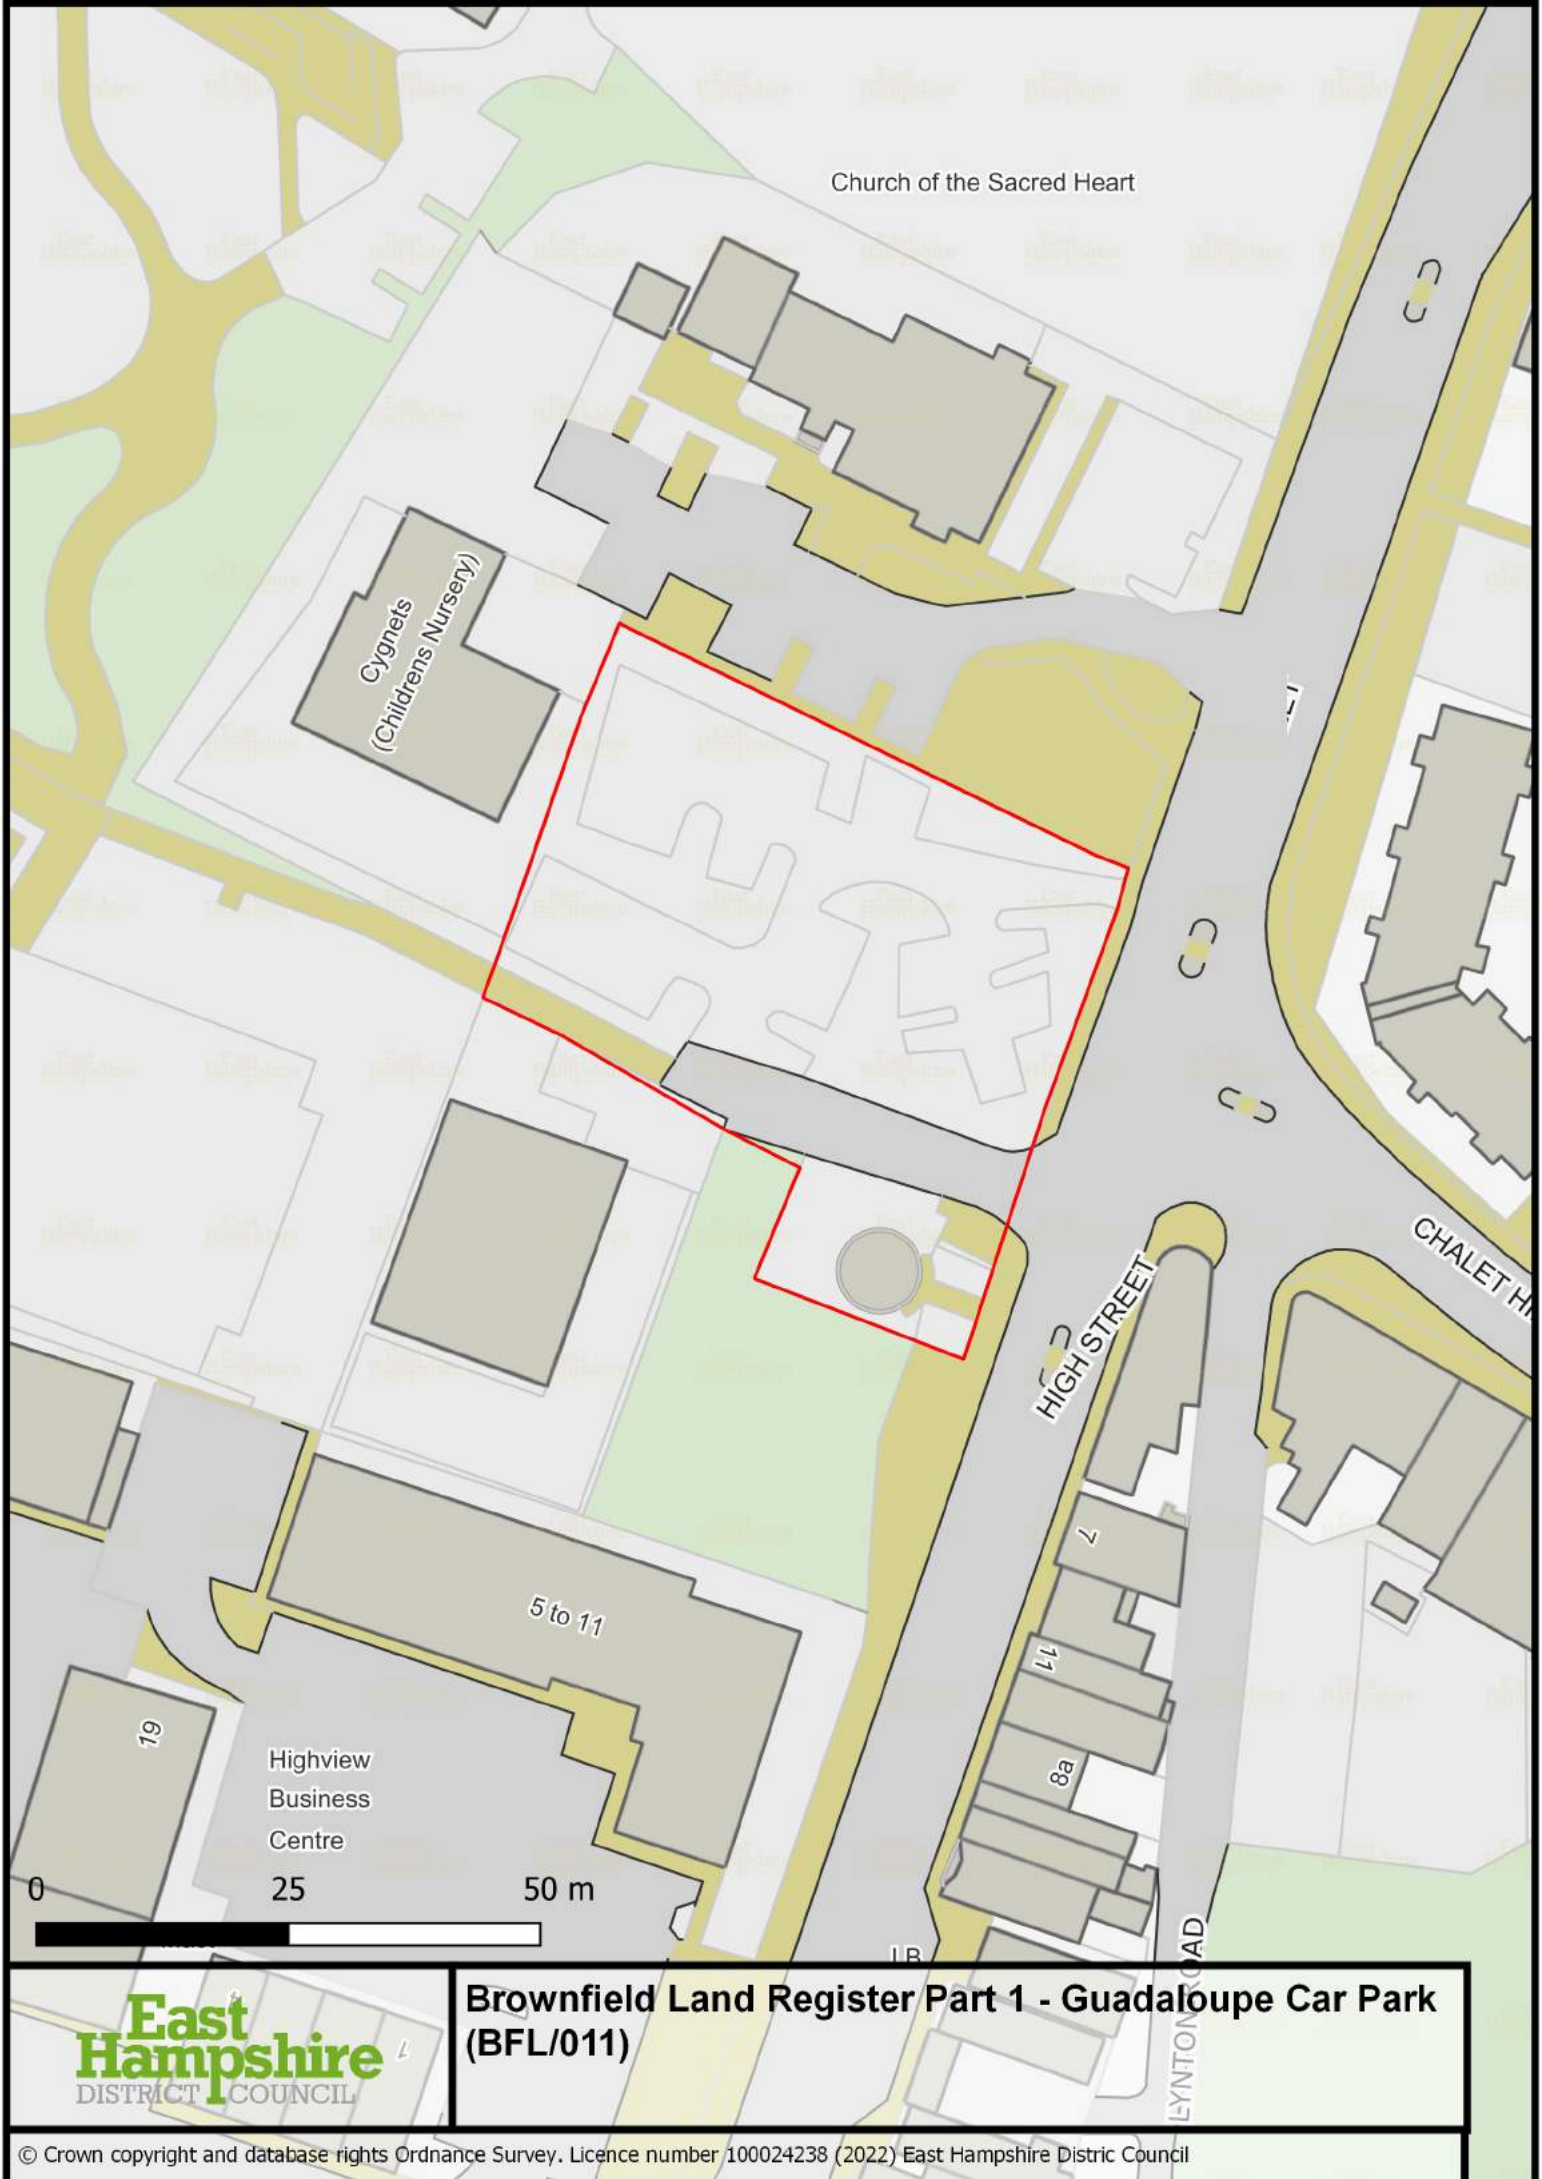 Church of the Sacred Heart
Cygnets
(Childrens Nursery)
CHALET HI
HIGH STREET
7
5 to 11
11
19
8a
Highview
Business
Centre
0 25 50 m
LB
LYNTON ROAD
East
Hampshire
DISTRICT COUNCIL
Brownfield Land Register Part 1 - Guadaloupe Car Park
(BFL/011)
© Crown copyright and database rights Ordnance Survey. Licence number 100024238 (2022) East Hampshire Distric Council